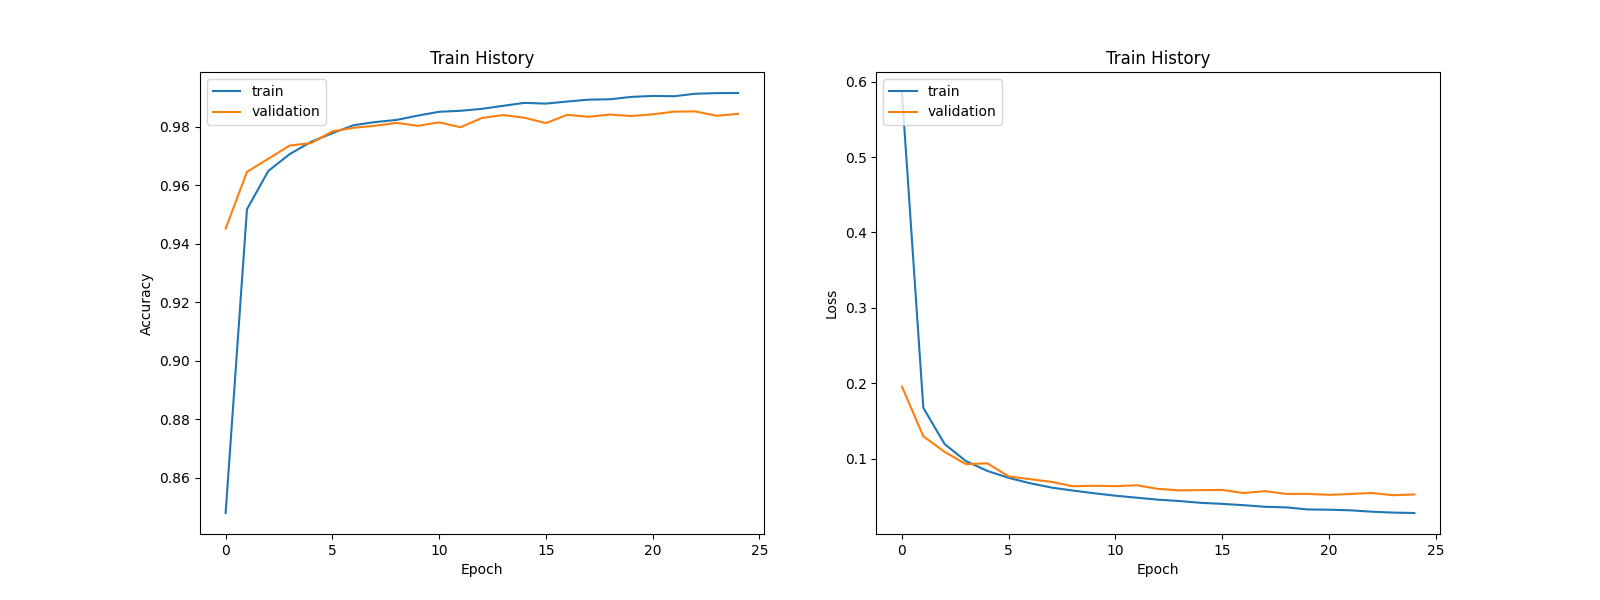 Train History
train
validation
0.98
0.96
0.94
0.92
0.90
0.88
0.86
Accuracy
0 5 10 15 20 25
Epoch
Train History
train
validation
0.6
0.5
0.4
0.3
0.2
0.1
Loss
0 5 10 15 20 25
Epoch